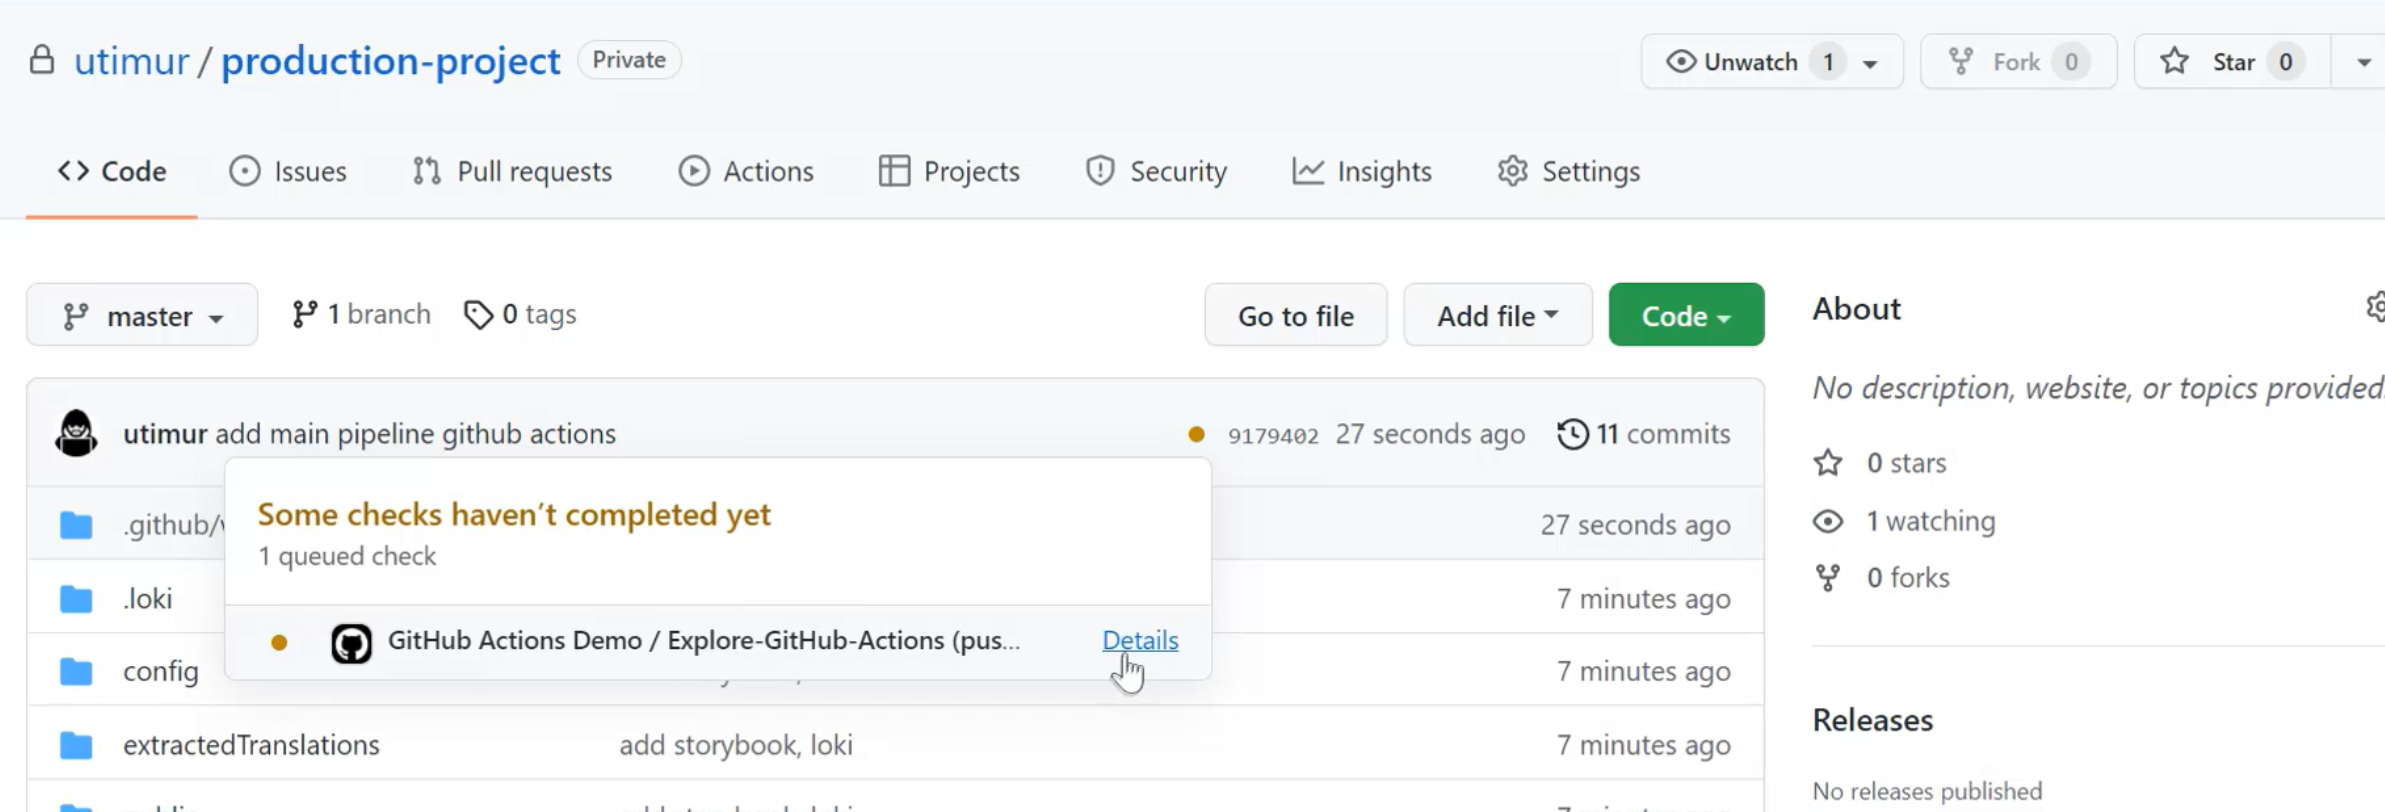 utimur / production-project Private Unwatch 1 Fork 0 Star 0
Code Issues Pull requests Actions Projects Security Insights Settings
master 1 branch 0 tags Go to file Add file Code
utimur add main pipeline github actions 9179402 27 seconds ago 11 commits
Some checks haven't completed yet
1 queued check
GitHub Actions Demo / Explore-GitHub-Actions (pus... Details
.github/ 27 seconds ago
.loki 7 minutes ago
config 7 minutes ago
extractedTranslations add storybook, loki 7 minutes ago
About
No description, website, or topics provided.
0 stars
1 watching
0 forks
Releases
No releases published